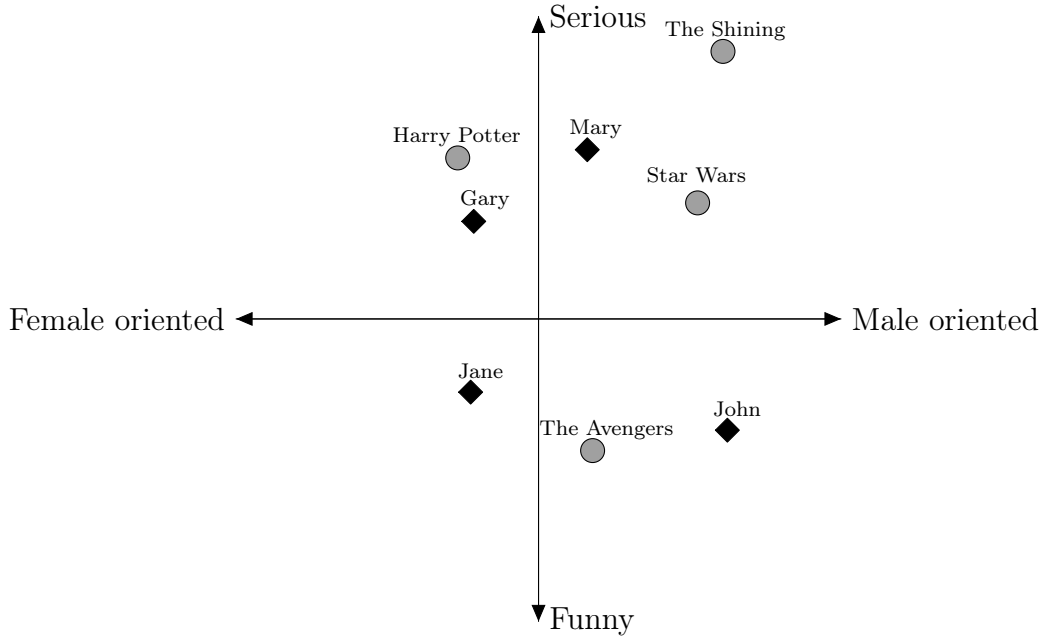 Serious
The Shining
Harry Potter
Mary
Star Wars
Gary
Female oriented
Male oriented
Jane
John
The Avengers
Funny